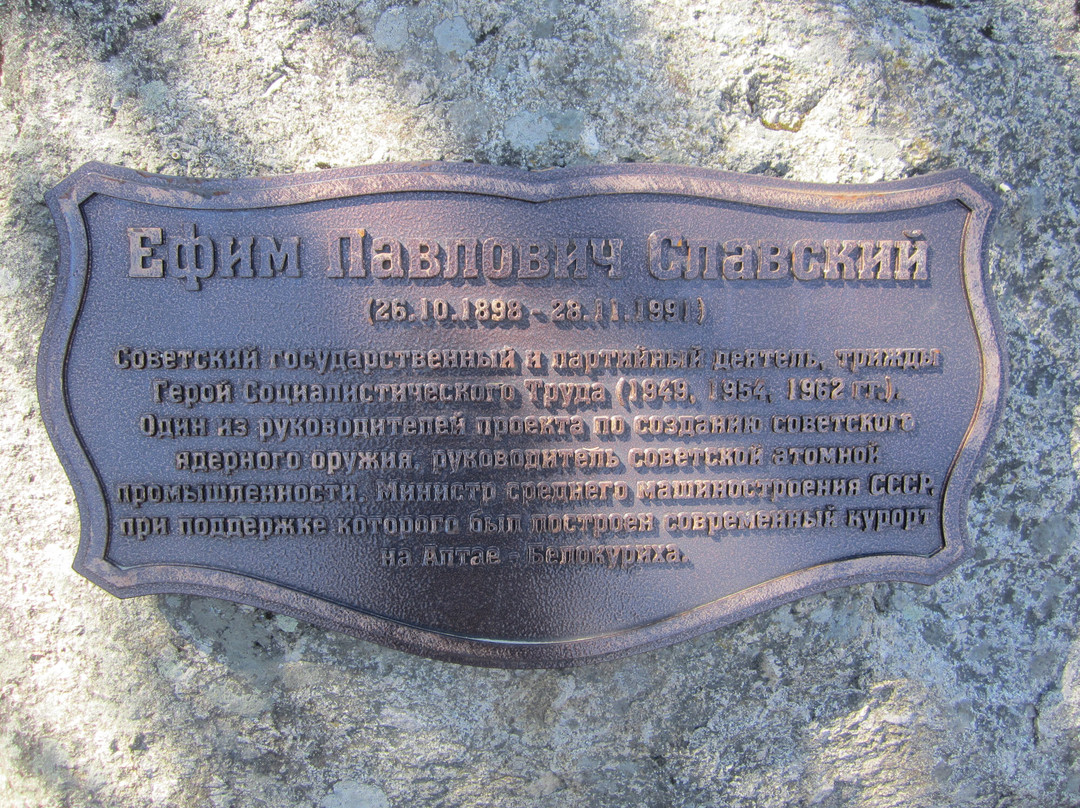 Ефим Павлович Славский
(26.10.1898 - 28.11.1991)
Советский государственный и партийный деятель, трижды
Герой Социалистического Труда (1949, 1954, 1962 гг.).
Один из руководителей проекта по созданию советского
ядерного оружия, руководитель советской атомной
промышленности. Министр среднего машиностроения СССР,
при поддержке которого был построен современный курорт
на Алтае - Белокуриха.